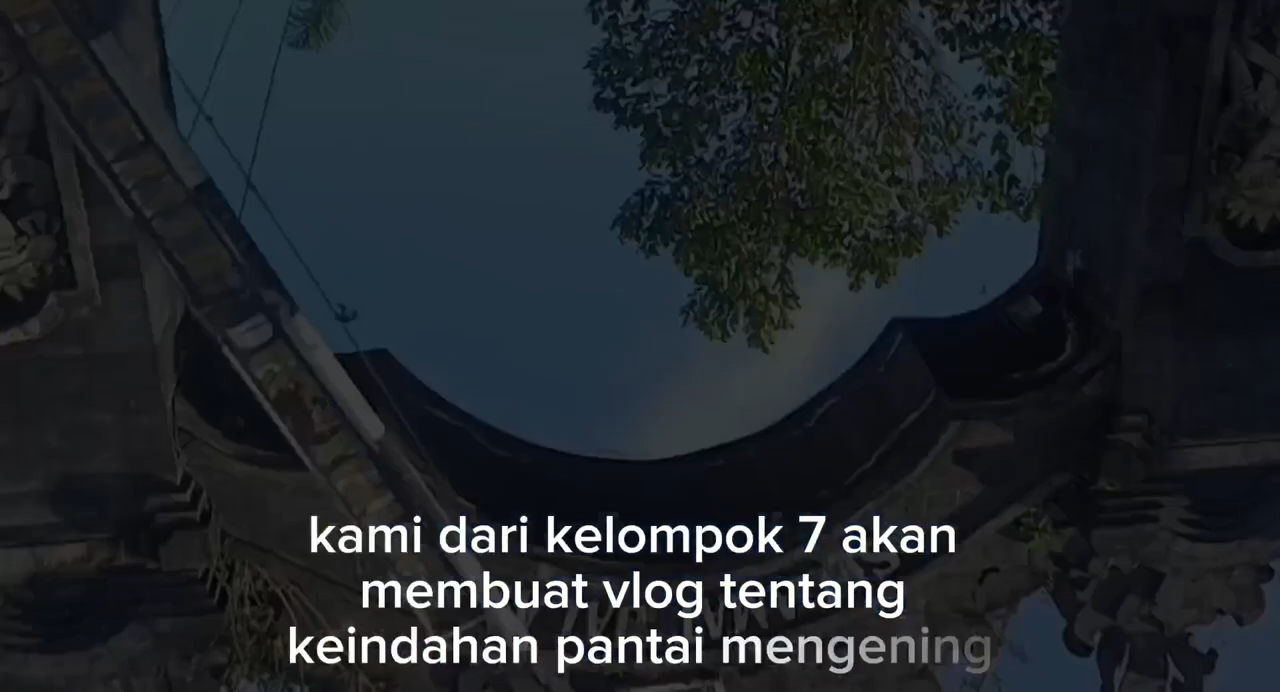 kami dari kelompok 7 akan
membuat vlog tentang
keindahan pantai mengening